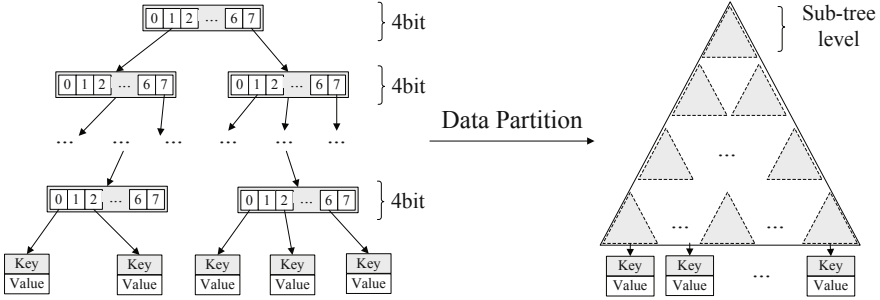 0 1 2 ... 6 7
4bit
Sub-tree
level
0 1 2 ... 6 7
0 1 2 ... 6 7
4bit
Data Partition
... ... ... ... ... ...
...
0 1 2 ... 6 7
0 1 2 ... 6 7
4bit
... ...
Key Key Key Key Key
Value Value Value Value Value
Key Key ... Key
Value Value Value